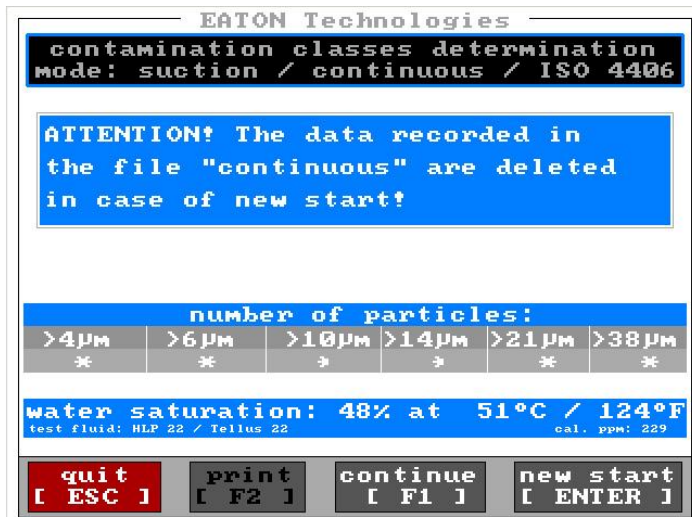 EATON Technologies
contamination classes determination
mode: suction / continuous / ISO 4406
ATTENTION! The data recorded in
the file "continuous" are deleted
in case of new start!
number of particles:
>4µm >6µm >10µm >14µm >21µm >38µm
* * * * * *
water saturation: 48% at 51°C / 124°F
test fluid: HLP 22 / Tellus 22 cal. ppm: 229
quit print continue new start
[ ESC ] [ F2 ] [ F1 ] [ ENTER ]